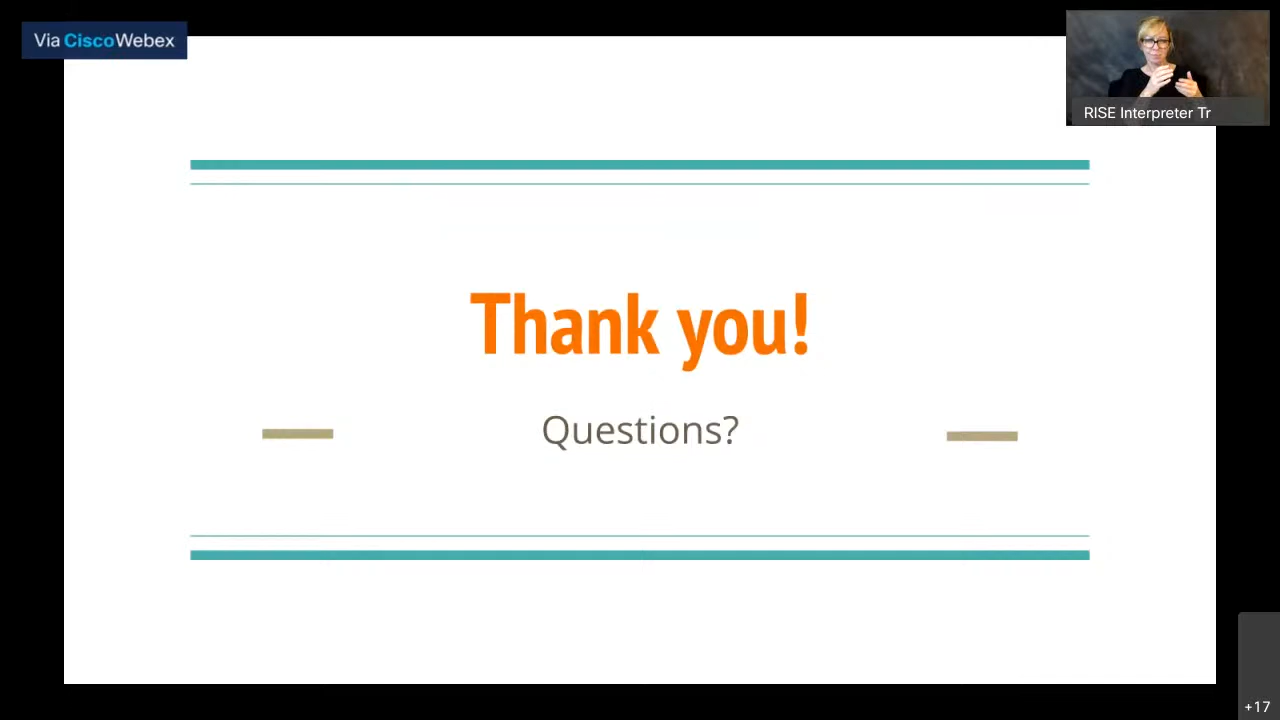 Via CiscoWebex
RISE Interpreter Tr
Thank you!
Questions?
+17